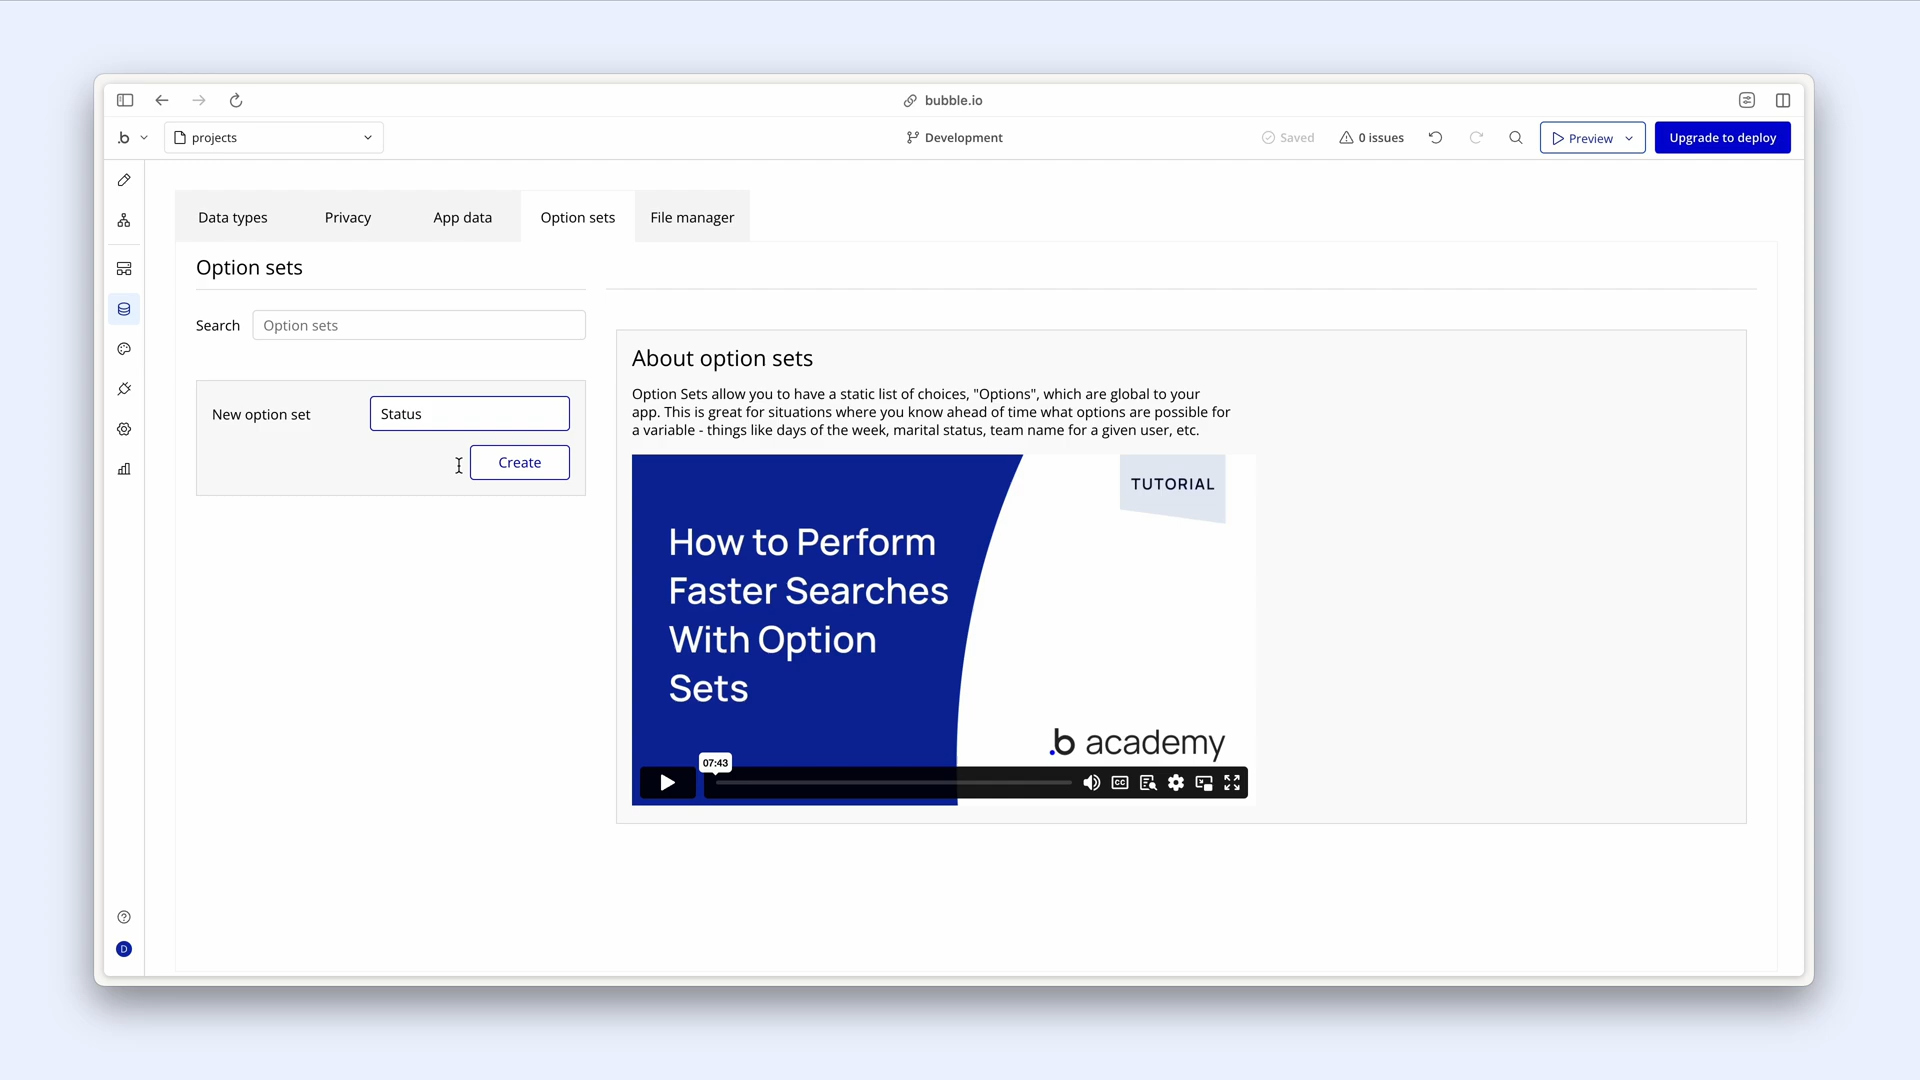 bubble.io
b
projects
Development
Saved
0 issues
Preview
Upgrade to deploy
Data types
Privacy
App data
Option sets
File manager
Option sets
Search
Option sets
New option set
Status
Create
About option sets
Option Sets allow you to have a static list of choices, "Options", which are global to your
app. This is great for situations where you know ahead of time what options are possible for
a variable - things like days of the week, marital status, team name for a given user, etc.
TUTORIAL
How to Perform
Faster Searches
With Option
Sets
.b academy
07:43
CC
D